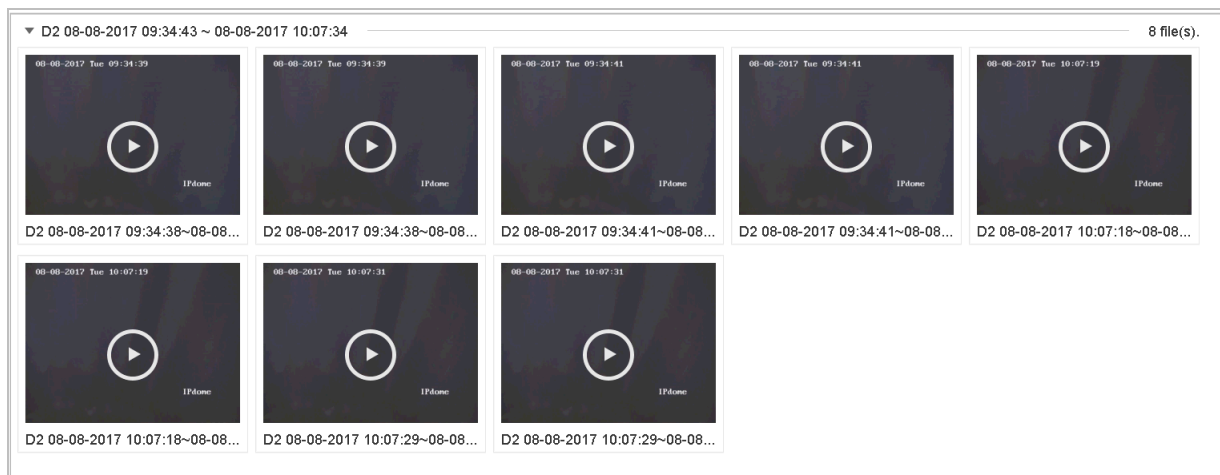 D2 08-08-2017 09:34:43 ~ 08-08-2017 10:07:34 8 file(s).
08-08-2017 Tue 09:34:39
IPdome
D2 08-08-2017 09:34:38~08-08...
08-08-2017 Tue 09:34:39
IPdome
D2 08-08-2017 09:34:38~08-08...
08-08-2017 Tue 09:34:41
IPdome
D2 08-08-2017 09:34:41~08-08...
08-08-2017 Tue 09:34:41
IPdome
D2 08-08-2017 09:34:41~08-08...
08-08-2017 Tue 10:07:19
IPdome
D2 08-08-2017 10:07:18~08-08...
08-08-2017 Tue 10:07:19
IPdome
D2 08-08-2017 10:07:18~08-08...
08-08-2017 Tue 10:07:31
IPdome
D2 08-08-2017 10:07:29~08-08...
08-08-2017 Tue 10:07:31
IPdome
D2 08-08-2017 10:07:29~08-08...